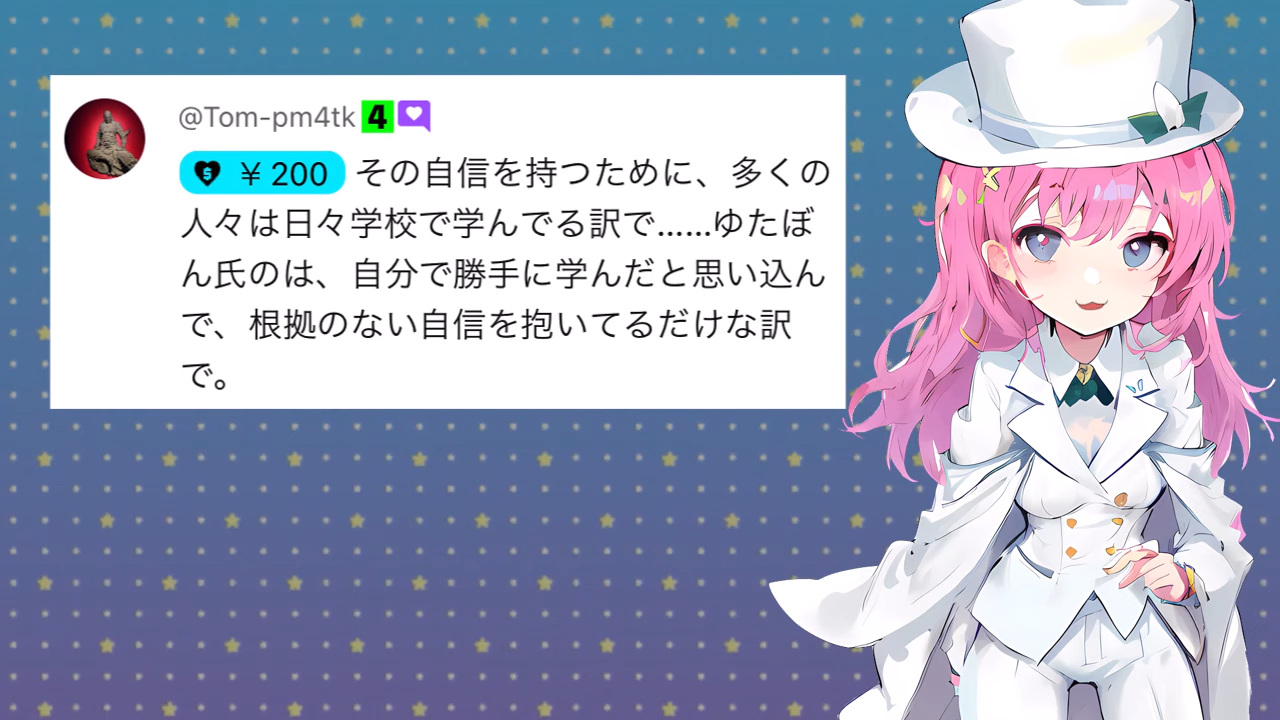 @Tom-pm4tk 4
¥ 200 その自信を持つために、多くの
人々は日々学校で学んでる訳で……ゆたぼ
ん氏のは、自分で勝手に学んだと思い込ん
で、根拠のない自信を抱いてるだけな訳
で。